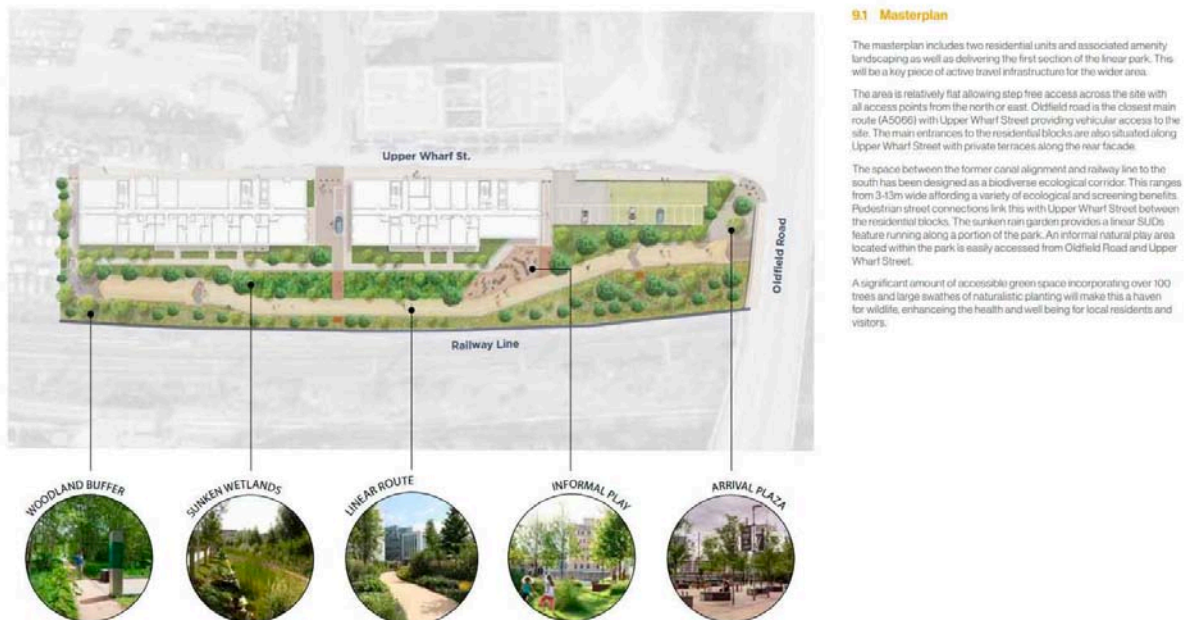 9.1 Masterplan
The masterplan includes two residential units and associated amenity
landscaping as well as delivering the first section of the linear park. This
will be a key piece of active travel infrastructure for the wider area.
The area is relatively flat allowing step free access across the site with
all access points from the north or east. Oldfield road is the closest main
route (A5066) with Upper Wharf Street providing vehicular access to the
site. The main entrances to the residential blocks are also situated along
Upper Wharf Street with private terraces along the rear facade.
The space between the former canal alignment and railway line to the
south has been designed as a biodiverse ecological corridor. This ranges
from 3-13m wide affording a variety of ecological and screening benefits.
Pedestrian street connections link this with Upper Wharf Street between
the residential blocks. The sunken rain garden provides a linear SUDs
feature running along a portion of the park. An informal natural play area
located within the park is easily accessed from Oldfield Road and Upper
Wharf Street.
A significant amount of accessible green space incorporating over 100
trees and large swathes of naturalistic planting will make this a haven
for wildlife, enhanceing the health and well being for local residents and
visitors.
Upper Wharf St.
Oldfield Road
Railway Line
WOODLAND BUFFER
SUNKEN WETLANDS
LINEAR ROUTE
INFORMAL PLAY
ARRIVAL PLAZA